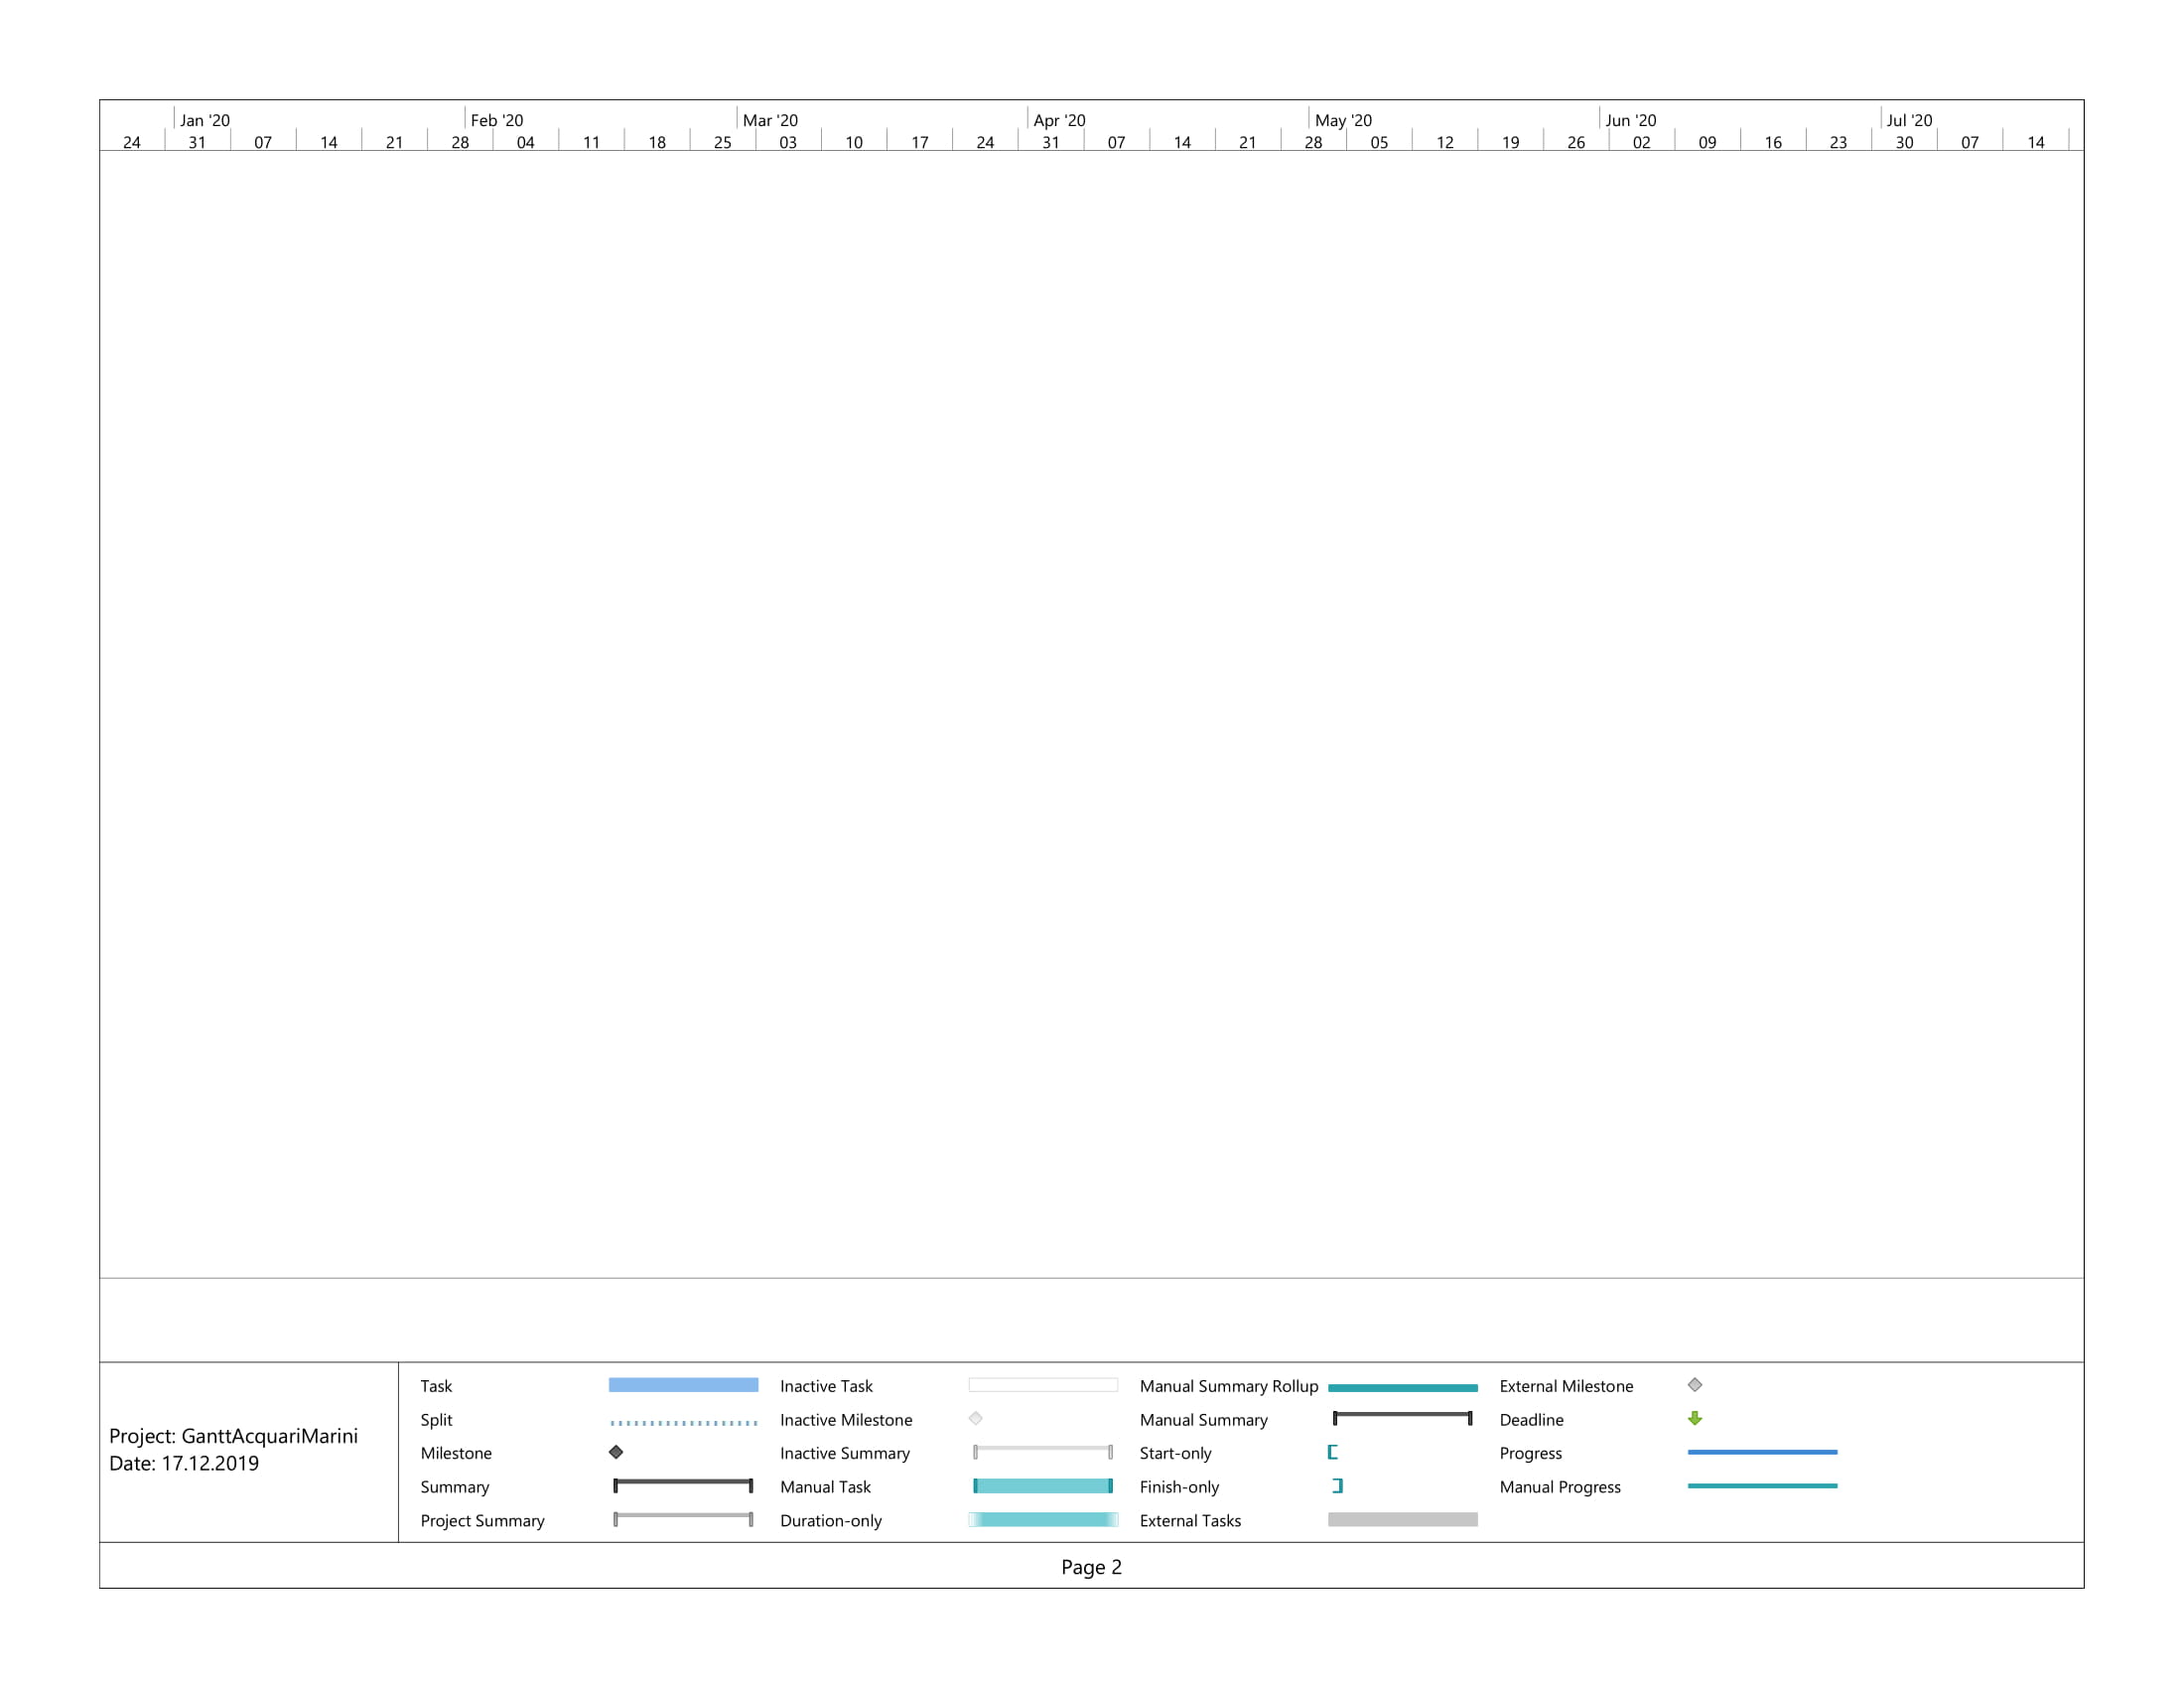 Jan '20 Feb '20 Mar '20 Apr '20 May '20 Jun '20 Jul '20
24 31 07 14 21 28 04 11 18 25 03 10 17 24 31 07 14 21 28 05 12 19 26 02 09 16 23 30 07 14
Project: GanttAcquariMarini
Date: 17.12.2019
Task
Split
Milestone
Summary
Project Summary
Inactive Task
Inactive Milestone
Inactive Summary
Manual Task
Duration-only
Manual Summary Rollup
Manual Summary
Start-only
Finish-only
External Tasks
External Milestone
Deadline
Progress
Manual Progress
Page 2